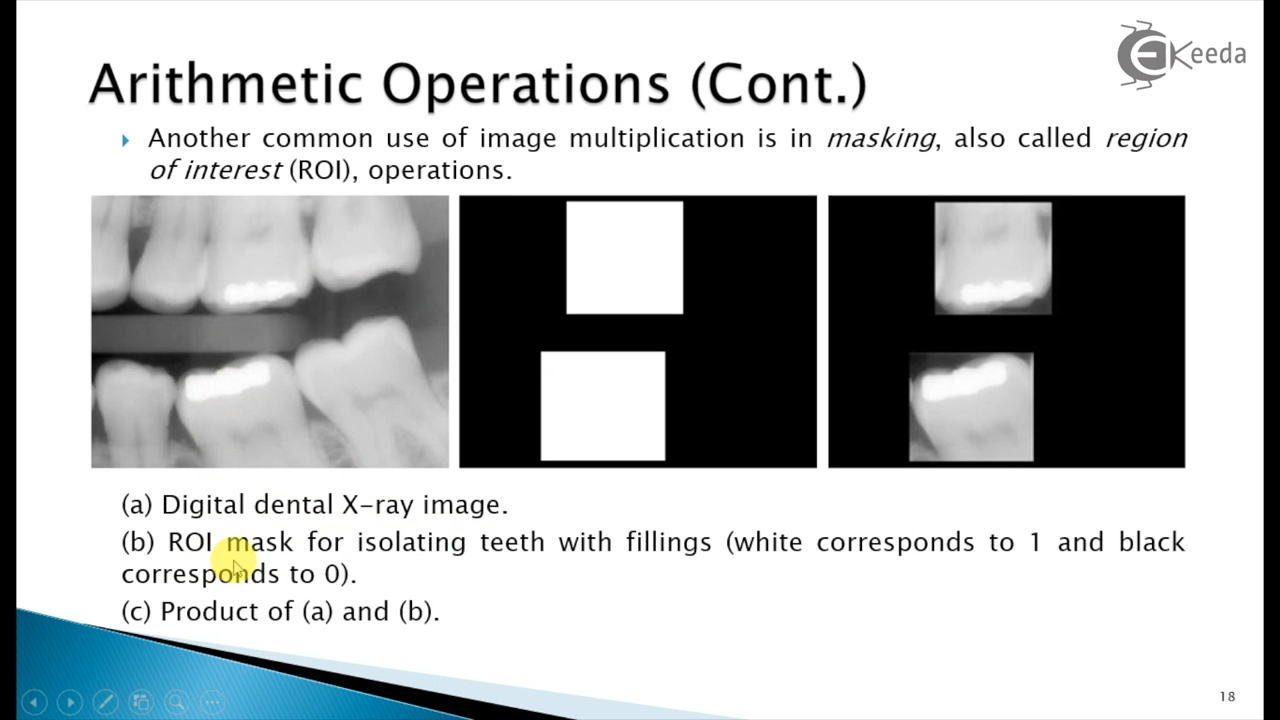 Keeda
Arithmetic Operations (Cont.)
Another common use of image multiplication is in masking, also called region
of interest (ROI), operations.
(a) Digital dental X-ray image.
(b) ROI mask for isolating teeth with fillings (white corresponds to 1 and black
corresponds to 0).
(c) Product of (a) and (b).
18